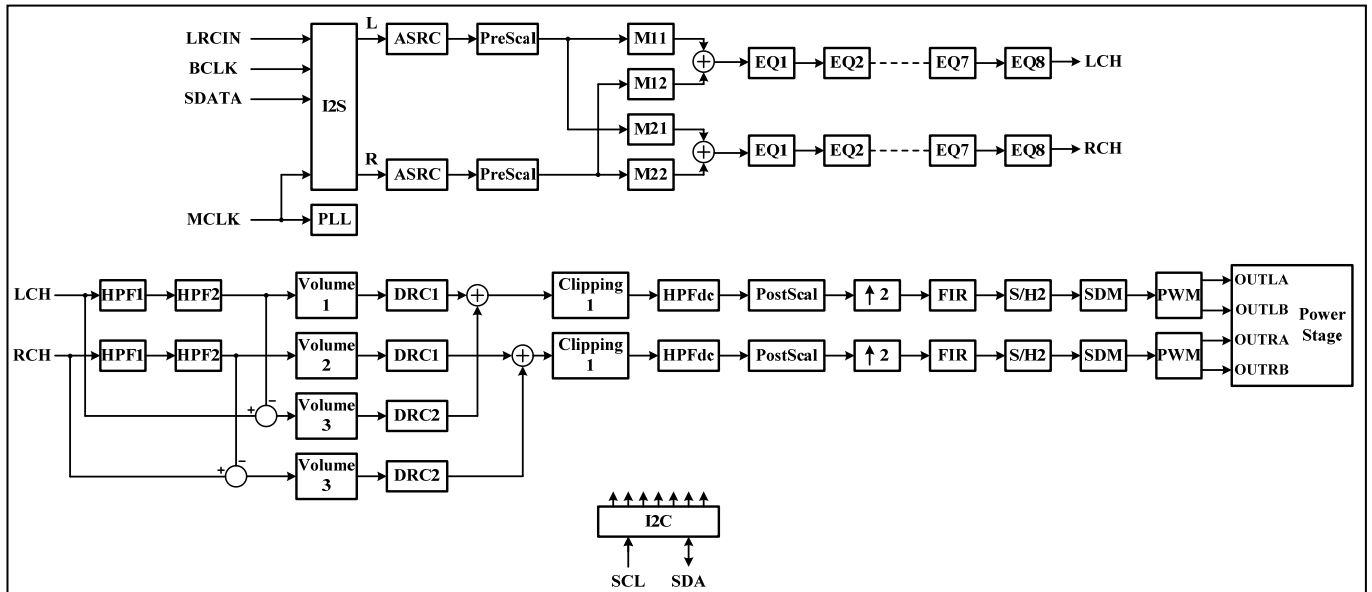 L
LRCIN
ASRC
PreScal
M11
EQ1
EQ2
EQ7
EQ8
LCH
BCLK
M12
SDATA
I2S
M21
R
ASRC
PreScal
M22
EQ1
EQ2
EQ7
EQ8
RCH
MCLK
PLL
LCH
HPF1
HPF2
Volume
1
DRC1
+
Clipping
1
HPFdc
PostScal
↑ 2
FIR
S/H2
SDM
PWM
OUTLA
OUTLB
RCH
HPF1
HPF2
Volume
2
DRC1
+
Clipping
1
HPFdc
PostScal
↑ 2
FIR
S/H2
SDM
PWM
OUTRA
OUTRB
Power
Stage
+
−
Volume
3
DRC2
+
−
Volume
3
DRC2
I2C
SCL
SDA